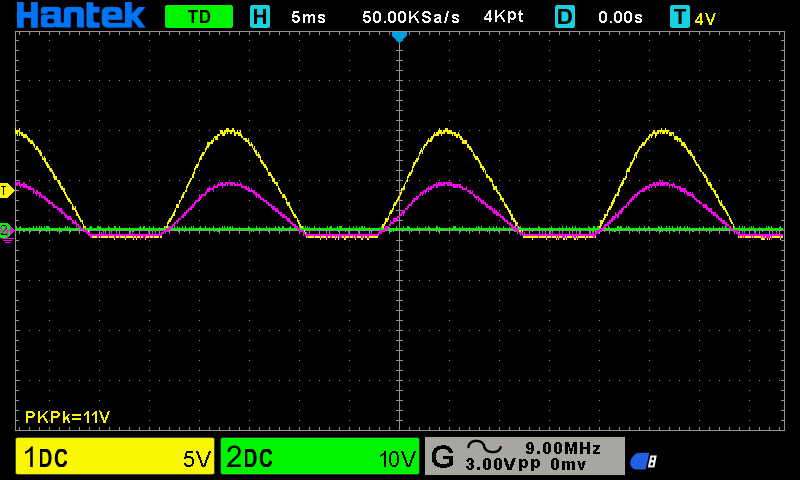 Hantek TD H 5ms 50.00KSa/s 4Kpt D 0.00s T 4V
T
2
PKPk=11V
1DC 5V 2DC 10V G 9.00MHz
3.00Vpp 0mv